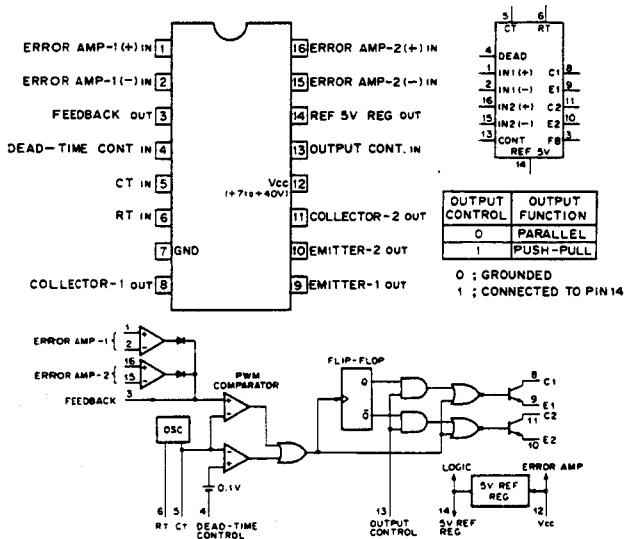 ERROR AMP-1(+) IN 1
ERROR AMP-1(-) IN 2
FEEDBACK OUT 3
DEAD-TIME CONT IN 4
CT IN 5
RT IN 6
7 GND
COLLECTOR-1 OUT 8
16 ERROR AMP-2(+) IN
15 ERROR AMP-2(-) IN
14 REF 5V REG OUT
13 OUTPUT CONT. IN
Vcc 12
(+7 to +40V)
11 COLLECTOR-2 OUT
10 EMITTER-2 OUT
9 EMITTER-1 OUT
5 6
CT RT
4 DEAD
1 IN1(+) C1 8
2 IN1(-) E1 9
16 IN2(+) C2 11
15 IN2(-) E2 10
13 CONT FB 3
REF 5V
14
OUTPUT CONTROL OUTPUT FUNCTION
0 PARALLEL
1 PUSH-PULL
0 ; GROUNDED
1 ; CONNECTED TO PIN 14
ERROR AMP-1 { 1 2
ERROR AMP-2 { 16 15
FEEDBACK 3
+ -
+ -
PWM COMPARATOR
+ -
- +
OSC
0.1V
6 5 4
RT CT DEAD-TIME CONTROL
FLIP-FLOP
Q
Q̄
13
OUTPUT CONTROL
8 C1
9 E1
11 C2
10 E2
LOGIC ERROR AMP
5V REF REG
14 12
5V REF REG Vcc